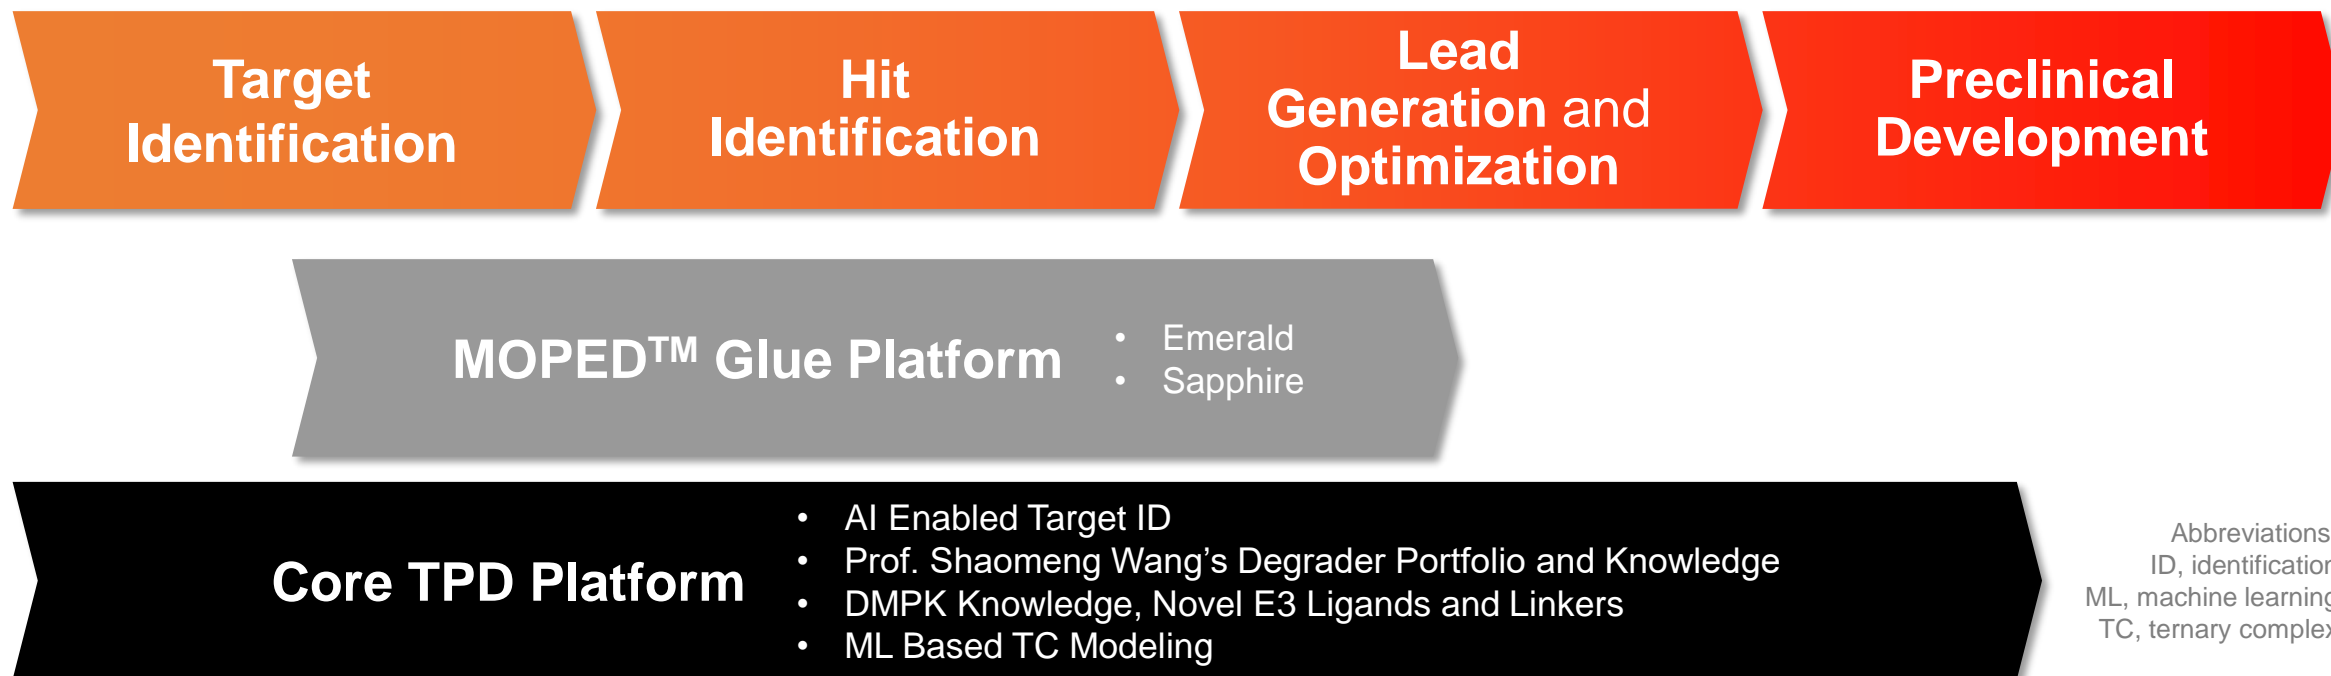 Target
Identification
Hit
Identification
Lead
Generation and
Optimization
Preclinical
Development
MOPED™ Glue Platform
• Emerald
• Sapphire
Core TPD Platform
• AI Enabled Target ID
• Prof. Shaomeng Wang’s Degrader Portfolio and Knowledge
• DMPK Knowledge, Novel E3 Ligands and Linkers
• ML Based TC Modeling
Abbreviations
ID, identification
ML, machine learning
TC, ternary complex